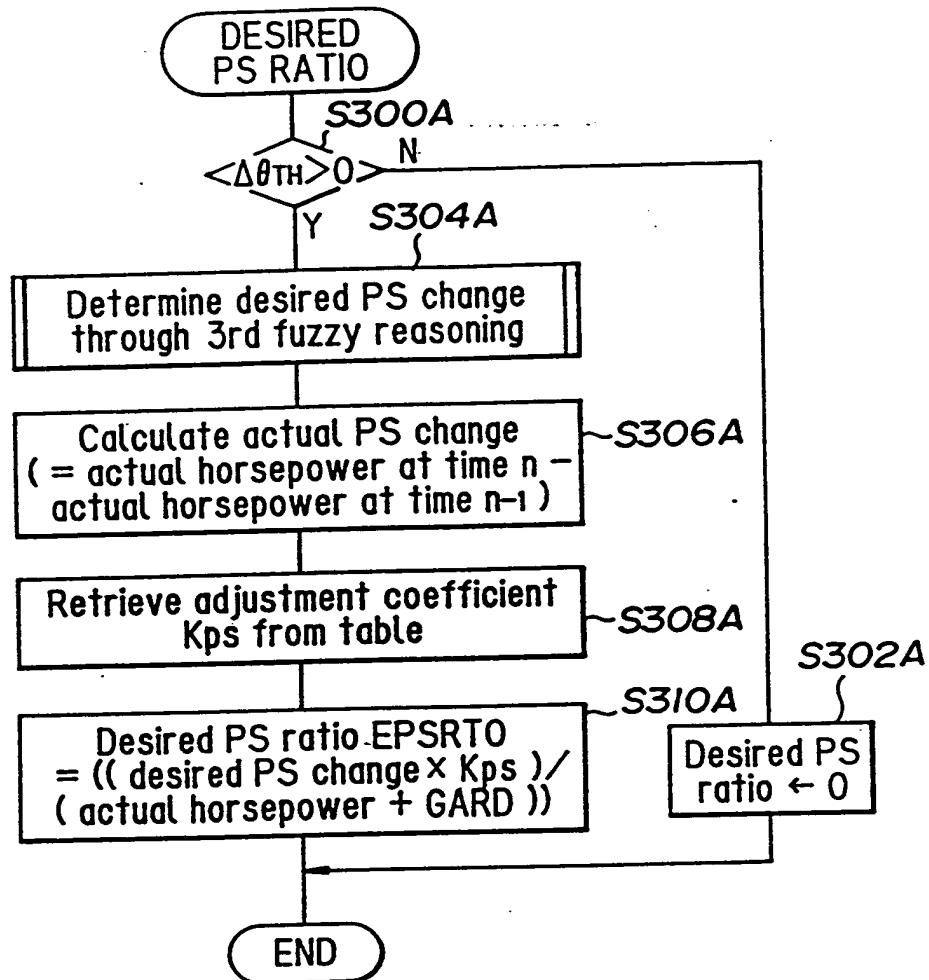 DESIRED
PS RATIO
S300A
ΔθTH>0
N
Y
S304A
Determine desired PS change
through 3rd fuzzy reasoning
Calculate actual PS change
( = actual horsepower at time n –
actual horsepower at time n-1 )
S306A
Retrieve adjustment coefficient
Kps from table
S308A
S302A
S310A
Desired PS ratio EPSRTO
= (( desired PS change × Kps ) /
( actual horsepower + GARD ))
Desired PS
ratio ← 0
END